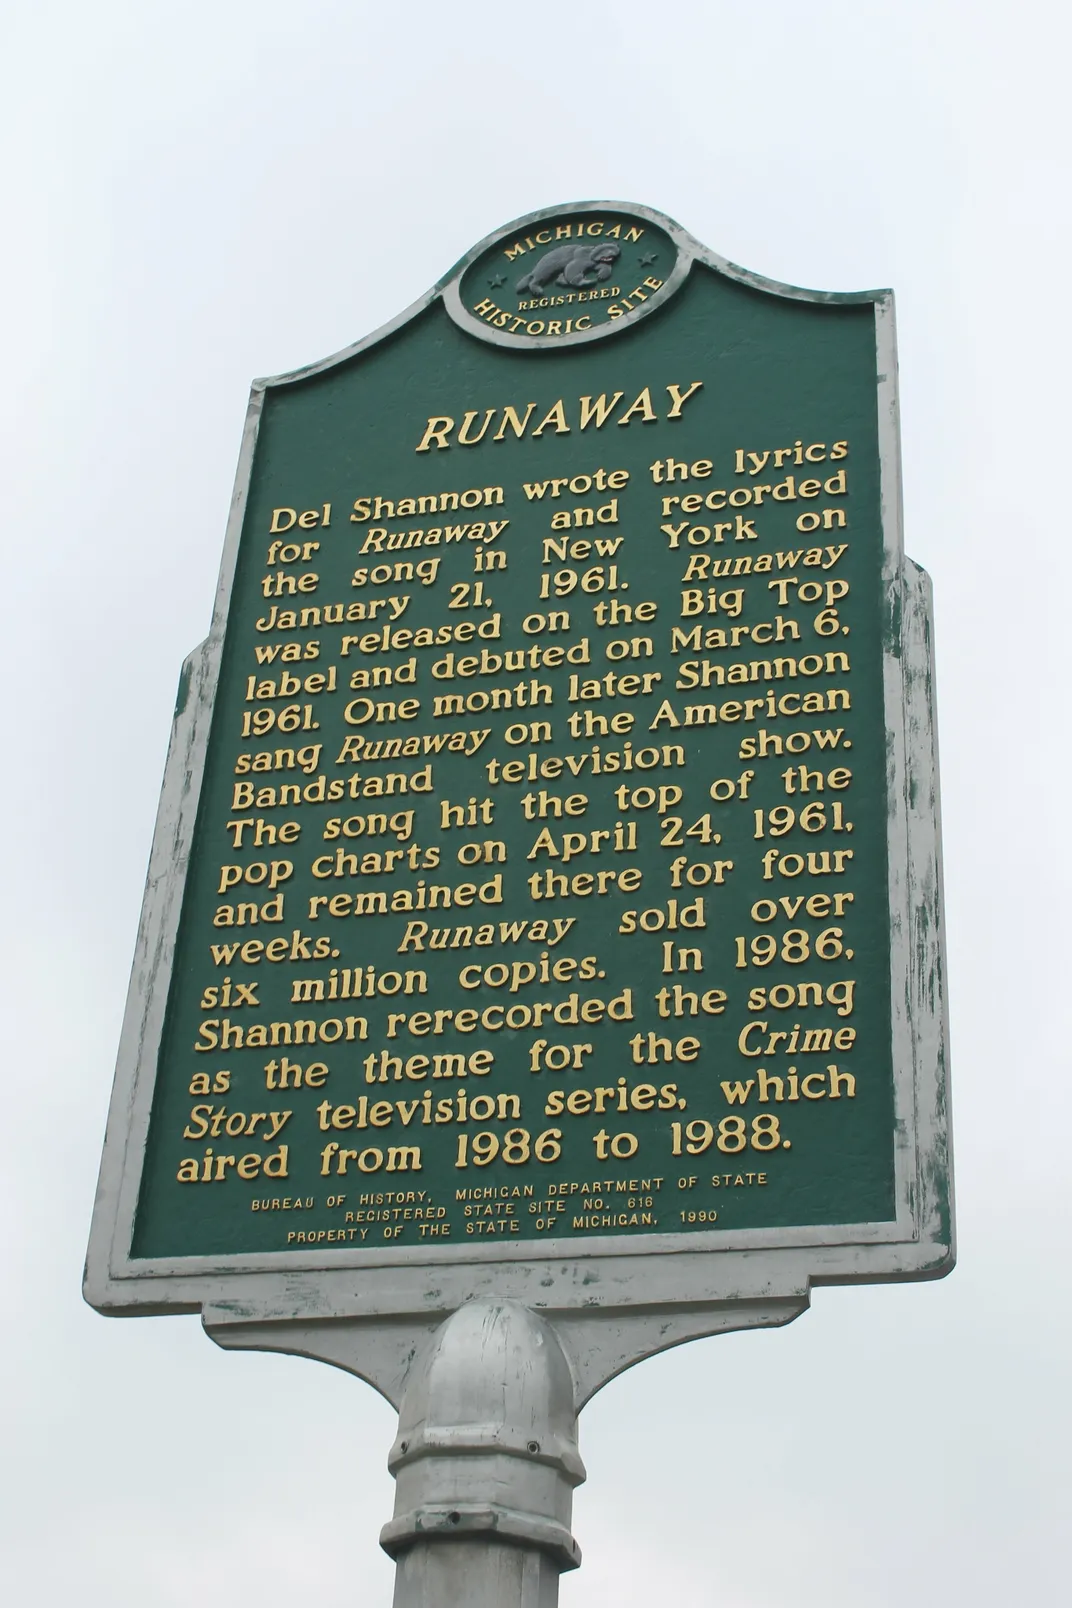 MICHIGAN
REGISTERED
HISTORIC SITE
RUNAWAY
Del Shannon wrote the lyrics
for Runaway and recorded
the song in New York on
January 21, 1961. Runaway
was released on the Big Top
label and debuted on March 6,
1961. One month later Shannon
sang Runaway on the American
Bandstand television show.
The song hit the top of the
pop charts on April 24, 1961,
and remained there for four
weeks. Runaway sold over
six million copies. In 1986,
Shannon rerecorded the song
as the theme for the Crime
Story television series, which
aired from 1986 to 1988.
BUREAU OF HISTORY, MICHIGAN DEPARTMENT OF STATE
REGISTERED STATE SITE NO. 616
PROPERTY OF THE STATE OF MICHIGAN, 1990